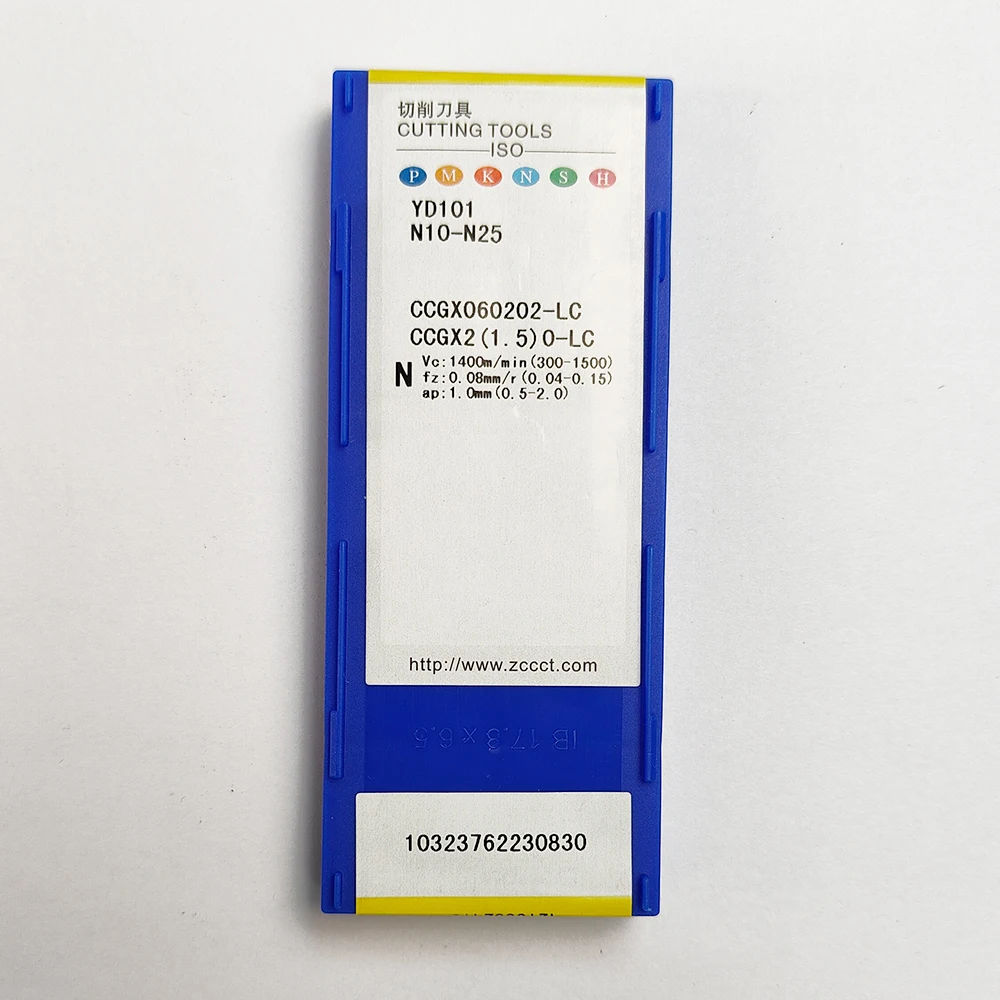 切削刀具
CUTTING TOOLS
ISO
P M K N S H
YD101
N10-N25
CCGX060202-LC
CCGX2(1.5)0-LC
N
Vc:1400m/min(300-1500)
fz:0.08mm/r(0.04-0.15)
ap:1.0mm(0.5-2.0)
http://www.zccct.com
IB 17.3 x 6.5
10323762230830